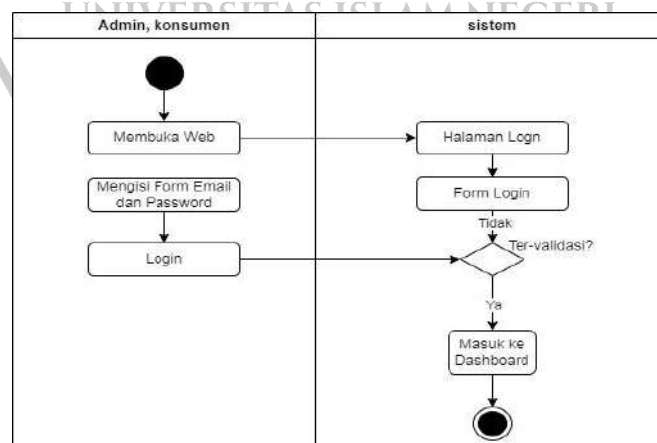 UNIVERSITAS ISLAM NEGERI
Admin, konsumen
sistem
Membuka Web
Halaman Logn
Mengisi Form Email
dan Password
Form Login
Tidak
Login
Ter-validasi?
Ya
Masuk ke
Dashboard